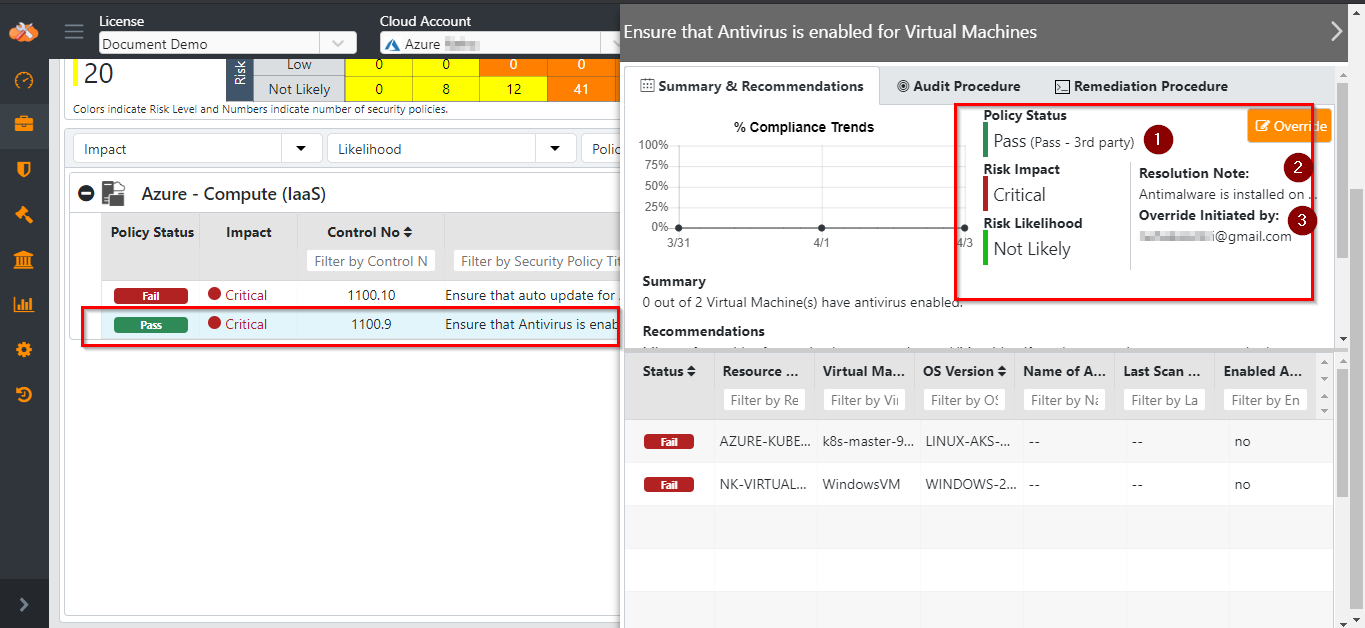 License
Document Demo
Cloud Account
Azure
20
Risk
Low 0 0 0 0
Not Likely 0 8 12 41
Colors indicate Risk Level and Numbers indicate number of security policies.
Impact
Likelihood
Polic
Azure - Compute (IaaS)
Policy Status Impact Control No
Filter by Control N
Filter by Security Policy Tit
Fail Critical 1100.10 Ensure that auto update for
Pass Critical 1100.9 Ensure that Antivirus is enab
Ensure that Antivirus is enabled for Virtual Machines
Summary & Recommendations
Audit Procedure
Remediation Procedure
% Compliance Trends
100%
75%
50%
25%
0%
3/31 4/1 4/3
Policy Status
Pass (Pass - 3rd party)
1
Override
Risk Impact
Critical
Risk Likelihood
Not Likely
2
Resolution Note:
Antimalware is installed on ...
Override Initiated by:
3
i@gmail.com
Summary
0 out of 2 Virtual Machine(s) have antivirus enabled.
Recommendations
Status Resource ... Virtual Ma... OS Version Name of A... Last Scan ... Enabled A...
Filter by Re Filter by Vi Filter by OS Filter by Na Filter by La Filter by En
Fail AZURE-KUBE... k8s-master-9... LINUX-AKS-... -- -- no
Fail NK-VIRTUAL... WindowsVM WINDOWS-2... -- -- no